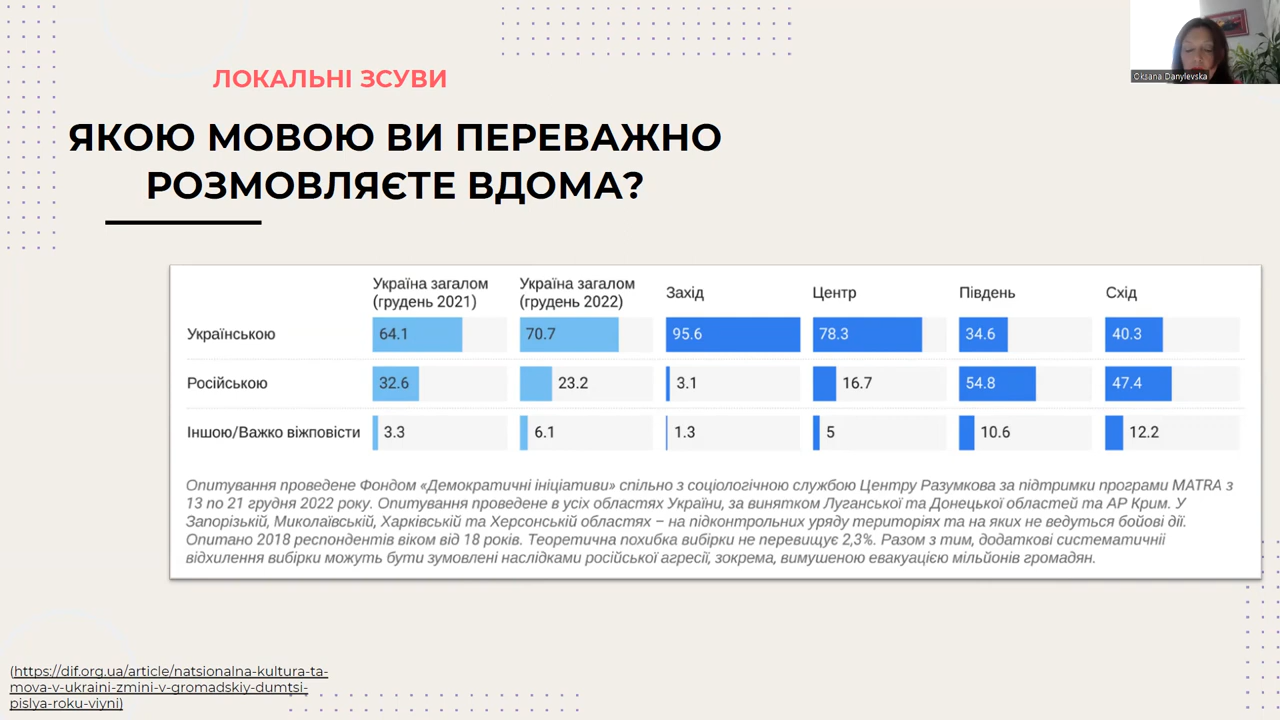 Oksana Danylevska
ЛОКАЛЬНІ ЗСУВИ
ЯКОЮ МОВОЮ ВИ ПЕРЕВАЖНО
РОЗМОВЛЯЄТЕ ВДОМА?
Україна загалом
(грудень 2021)
Україна загалом
(грудень 2022)
Захід
Центр
Південь
Схід
Українською 64.1 70.7 95.6 78.3 34.6 40.3
Російською 32.6 23.2 3.1 16.7 54.8 47.4
Іншою/Важко віжповісти 3.3 6.1 1.3 5 10.6 12.2
Опитування проведене Фондом «Демократичні ініціативи» спільно з соціологічною службою Центру Разумкова за підтримки програми MATRA з
13 по 21 грудня 2022 року. Опитування проведене в усіх областях України, за винятком Луганської та Донецької областей та АР Крим. У
Запорізькій, Миколаївській, Харківській та Херсонській областях – на підконтрольних уряду територіях та на яких не ведуться бойові дії.
Опитано 2018 респондентів віком від 18 років. Теоретична похибка вибірки не перевищує 2,3%. Разом з тим, додаткові систематичніі
відхилення вибірки можуть бути зумовлені наслідками російської агресії, зокрема, вимушеною евакуацією мільйонів громадян.
(https://dif.org.ua/article/natsionalna-kultura-ta-
mova-v-ukraini-zmini-v-gromadskiy-dumtsi-
pislya-roku-viyni)